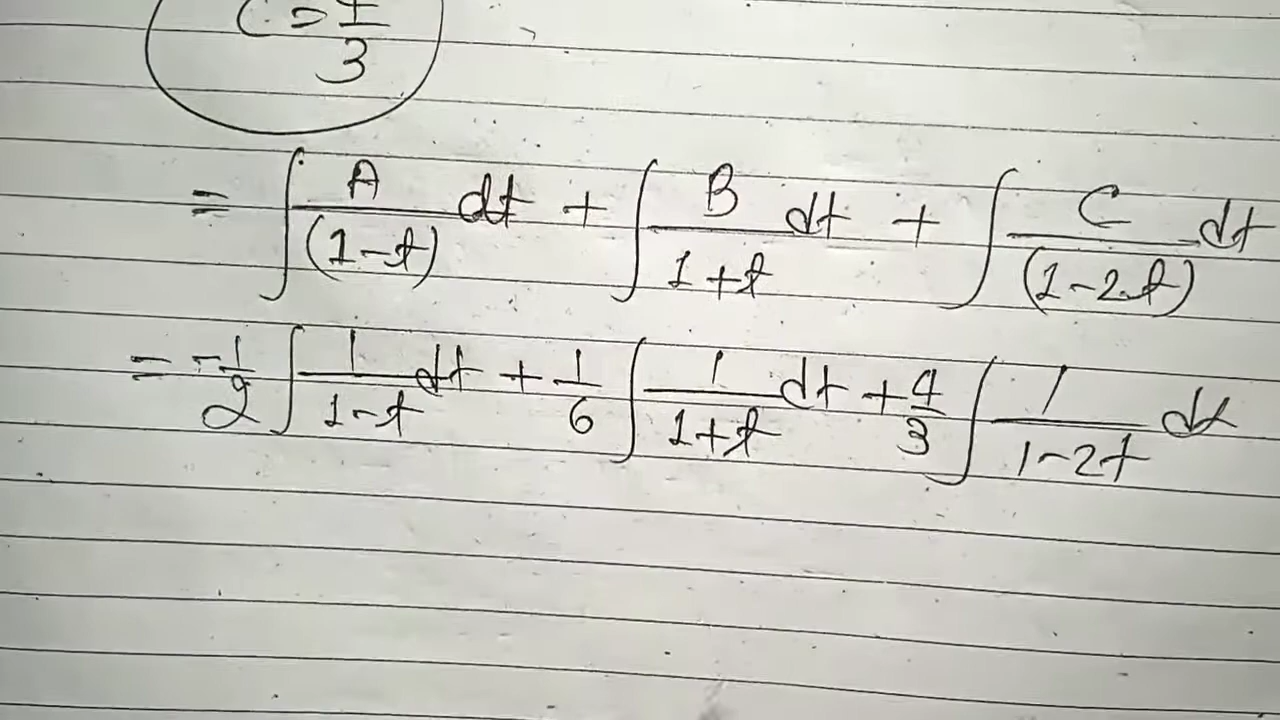 C = 1/3
= ∫ A/(1-t) dt + ∫ B/1+t dt + ∫ C/(1-2t) dt
= -1/2 ∫ 1/1-t dt + 1/6 ∫ 1/1+t dt + 4/3 ∫ 1/1-2t dt